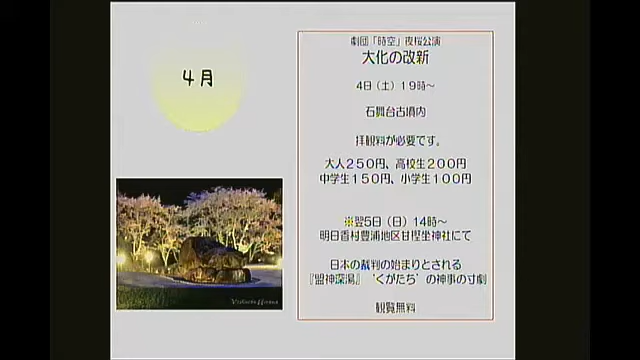 4月
劇団「時空」夜桜公演
大化の改新
4日（土）19時～
石舞台古墳内
拝観料が必要です。
大人250円、高校生200円
中学生150円、小学生100円
※翌5日（日）14時～
明日香村豊浦地区甘樫坐神社にて
日本の裁判の始まりとされる
『盟神深湯』‘くがたち’の神事の寸劇
観覧無料